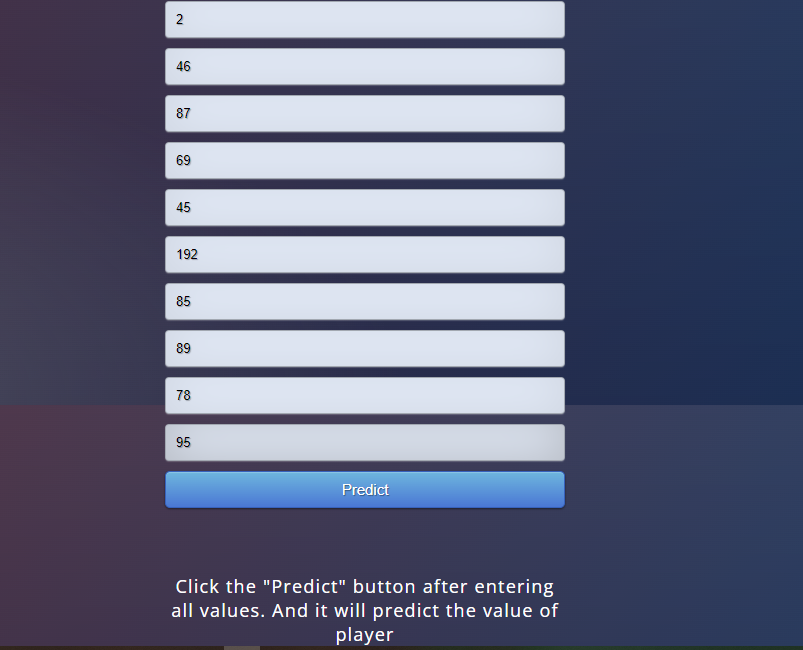 2
46
87
69
45
192
85
89
78
95
Predict
Click the "Predict" button after entering
all values. And it will predict the value of
player